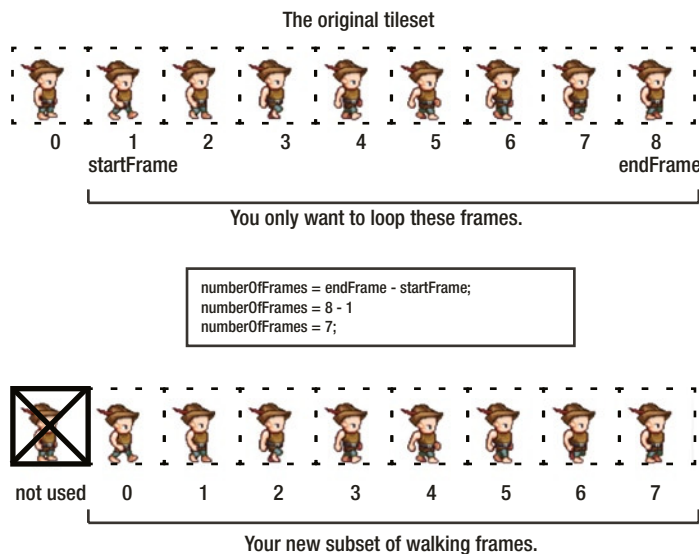 The original tileset
0 1 2 3 4 5 6 7 8
startFrame endFrame
You only want to loop these frames.
numberOfFrames = endFrame - startFrame;
numberOfFrames = 8 - 1
numberOfFrames = 7;
not used 0 1 2 3 4 5 6 7
Your new subset of walking frames.